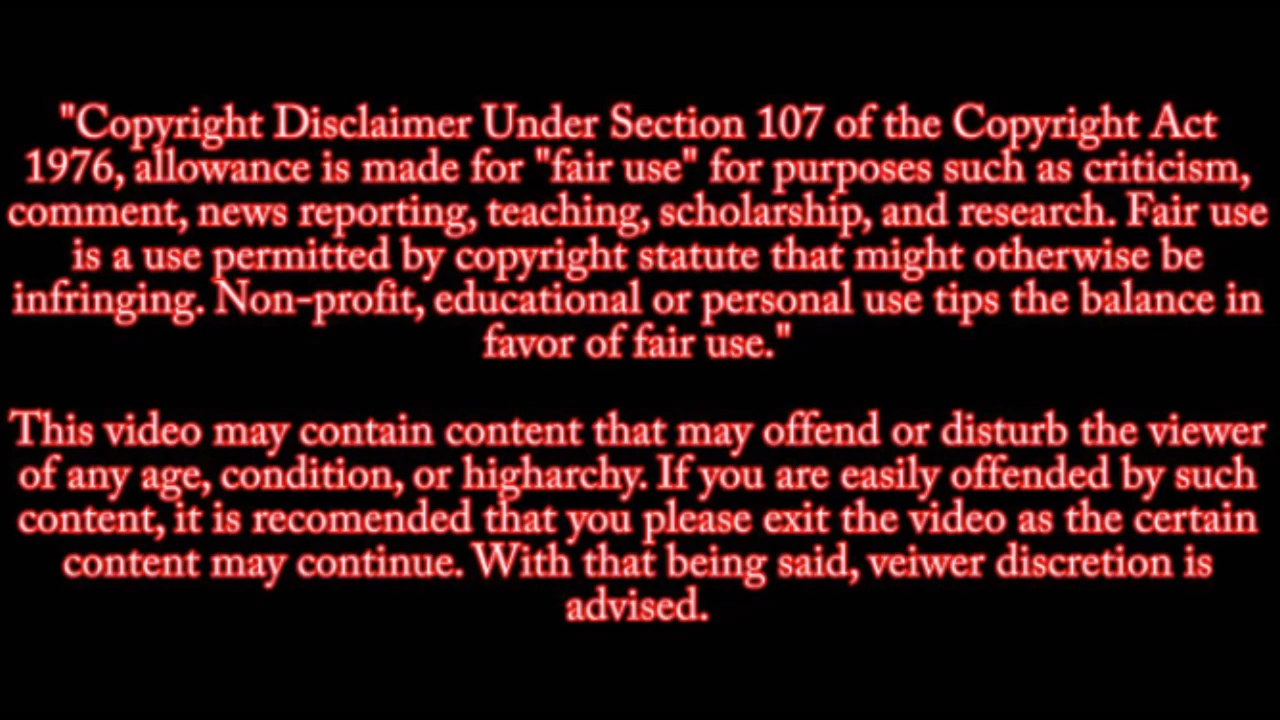 "Copyright Disclaimer Under Section 107 of the Copyright Act
1976, allowance is made for "fair use" for purposes such as criticism,
comment, news reporting, teaching, scholarship, and research. Fair use
is a use permitted by copyright statute that might otherwise be
infringing. Non-profit, educational or personal use tips the balance in
favor of fair use."
This video may contain content that may offend or disturb the viewer
of any age, condition, or higharchy. If you are easily offended by such
content, it is recomended that you please exit the video as the certain
content may continue. With that being said, veiwer discretion is
advised.